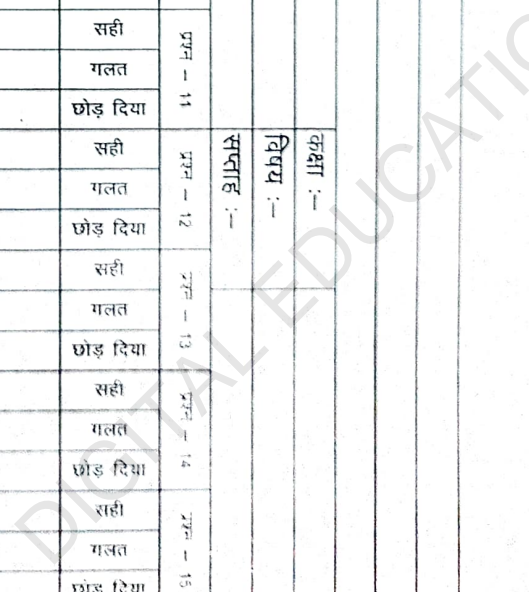 सही
गलत
छोड़ दिया
प्रश्न - 11
सही
गलत
छोड़ दिया
प्रश्न - 12
सही
गलत
छोड़ दिया
प्रश्न - 13
सही
गलत
छोड़ दिया
प्रश्न - 14
सही
गलत
छोड़ दिया
प्रश्न - 15
कक्षा :-
विषय :-
सप्ताह :-
DIGITAL EDUCATIO